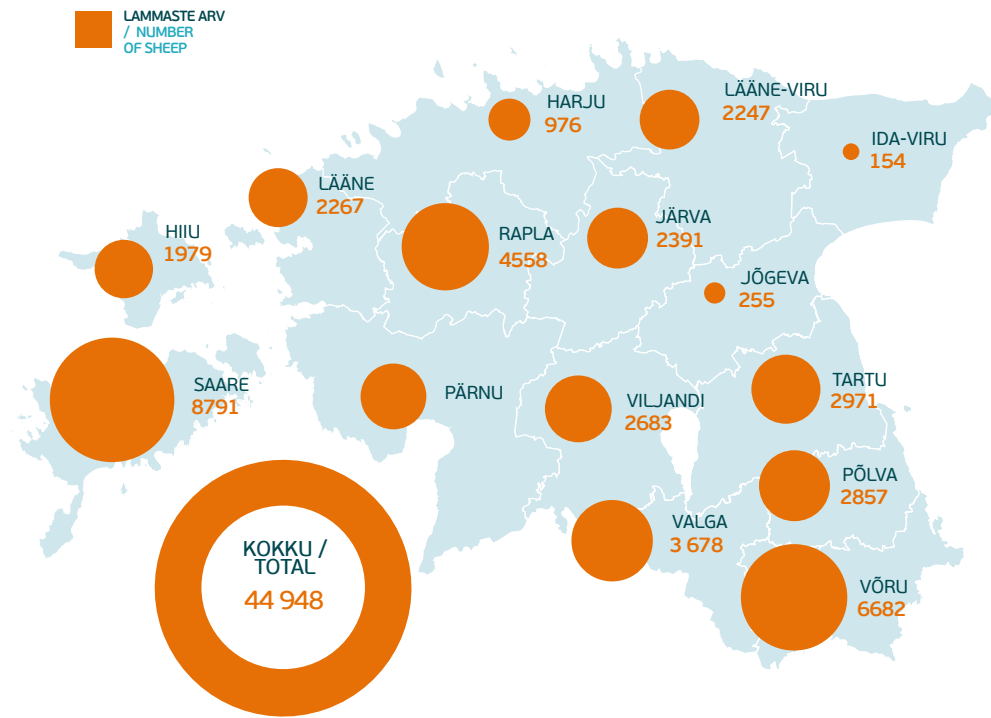 LAMMASTE ARV
/ NUMBER
OF SHEEP
HARJU
976
LÄÄNE-VIRU
2247
IDA-VIRU
154
LÄÄNE
2267
HIIU
1979
RAPLA
4558
JÄRVA
2391
JÕGEVA
255
SAARE
8791
PÄRNU
VILJANDI
2683
TARTU
2971
PÕLVA
2857
VALGA
3 678
VÕRU
6682
KOKKU /
TOTAL
44 948